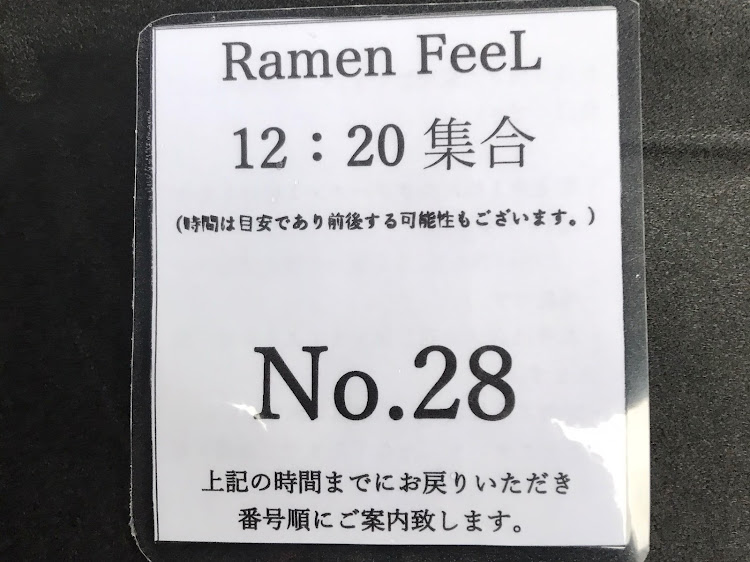 Ramen FeeL
12：20 集合
(時間は目安であり前後する可能性もございます。)
No.28
上記の時間までにお戻りいただき
番号順にご案内致します。